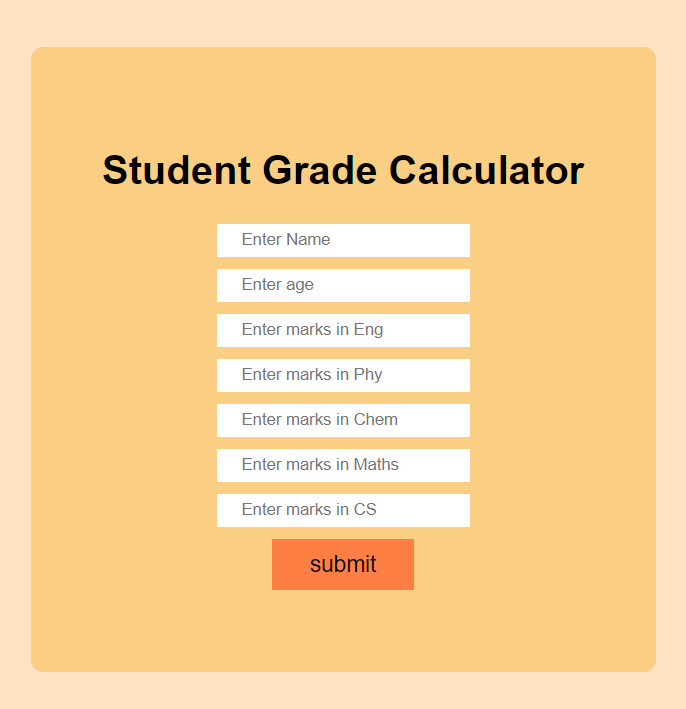 Student Grade Calculator
Enter Name
Enter age
Enter marks in Eng
Enter marks in Phy
Enter marks in Chem
Enter marks in Maths
Enter marks in CS
submit